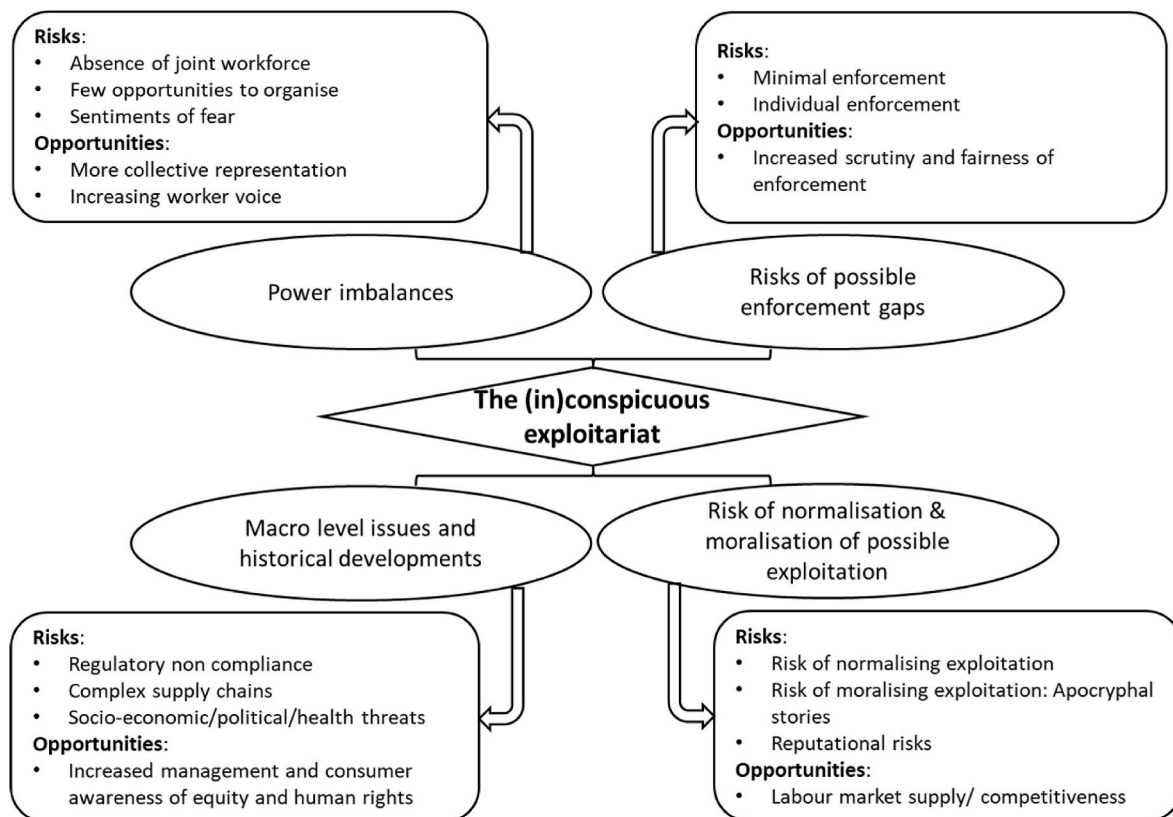 Risks:
• Absence of joint workforce
• Few opportunities to organise
• Sentiments of fear
Opportunities:
• More collective representation
• Increasing worker voice
Risks:
• Minimal enforcement
• Individual enforcement
Opportunities:
• Increased scrutiny and fairness of
enforcement
Power imbalances
Risks of possible
enforcement gaps
The (in)conspicuous
exploitariat
Macro level issues and
historical developments
Risk of normalisation &
moralisation of possible
exploitation
Risks:
• Regulatory non compliance
• Complex supply chains
• Socio-economic/political/health threats
Opportunities:
• Increased management and consumer
awareness of equity and human rights
Risks:
• Risk of normalising exploitation
• Risk of moralising exploitation: Apocryphal
stories
• Reputational risks
Opportunities:
• Labour market supply/ competitiveness